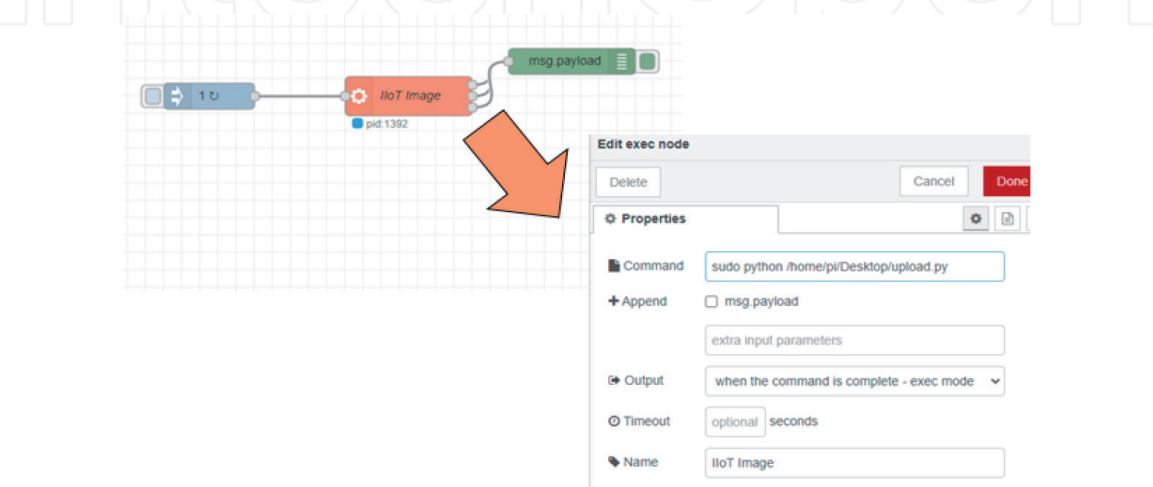 msg.payload
1 ↻
IIoT Image
pid:1392
Edit exec node
Delete
Cancel
Done
Properties
Command
sudo python /home/pi/Desktop/upload.py
Append
msg.payload
extra input parameters
Output
when the command is complete - exec mode
Timeout
optional
seconds
Name
IIoT Image